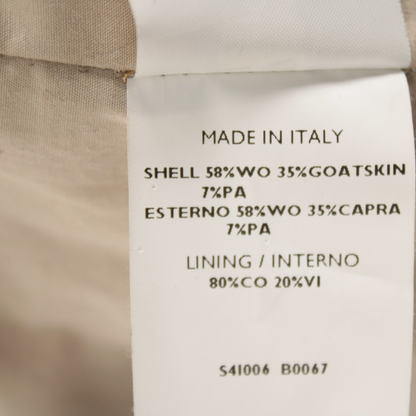 MADE IN ITALY
SHELL 58%WO 35%GOATSKIN
7%PA
ESTERNO 58%WO 35%CAPRA
7%PA
LINING / INTERNO
80%CO 20%VI
S41006 B0067